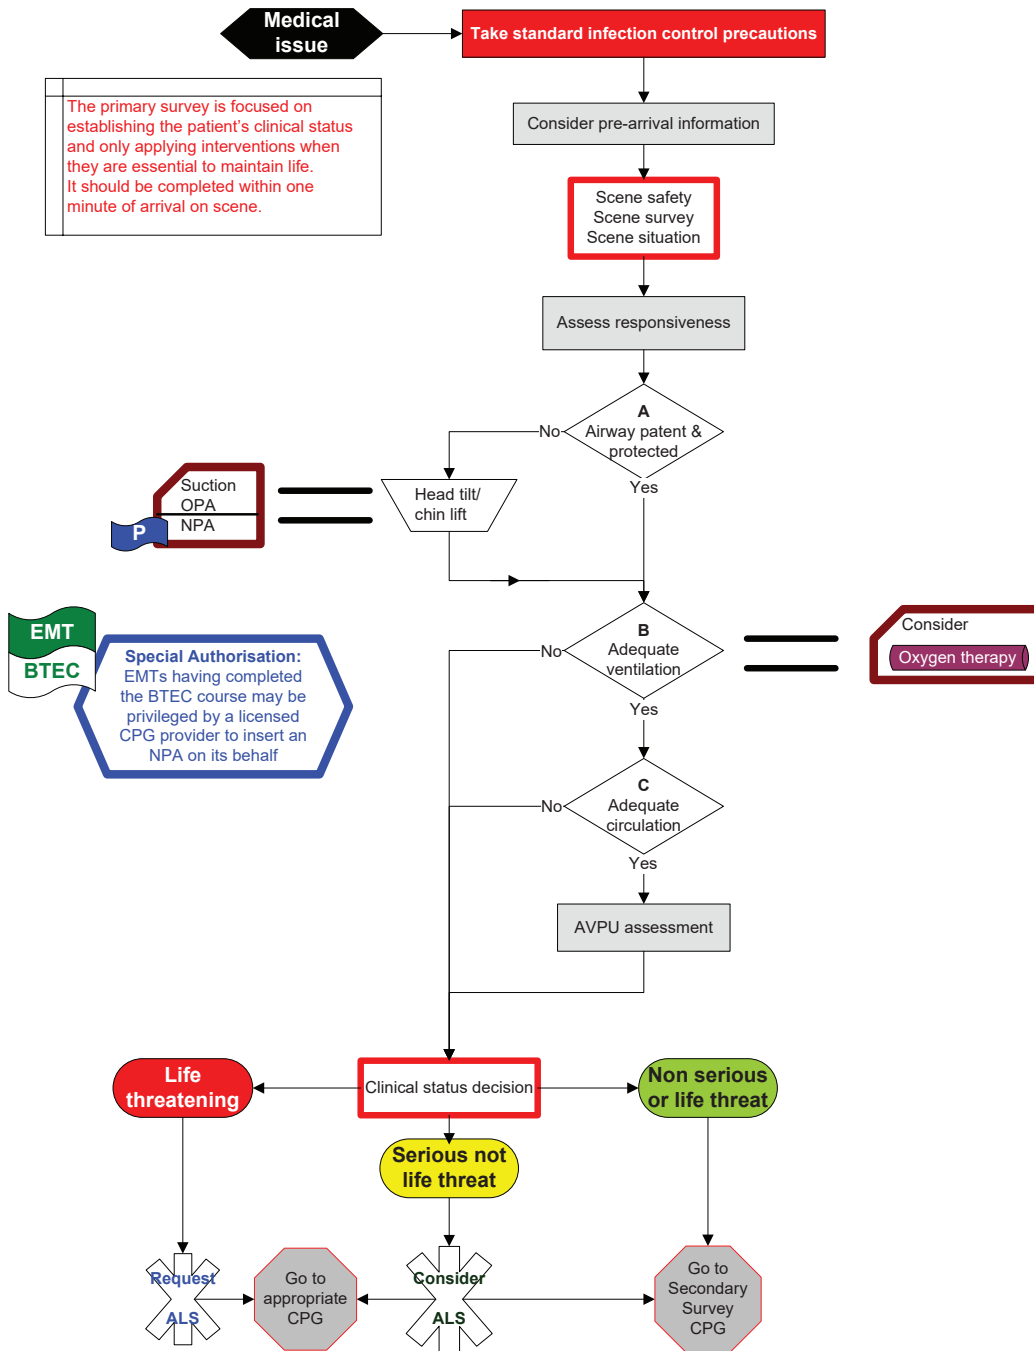 Medical
issue
Take standard infection control precautions
The primary survey is focused on
establishing the patient’s clinical status
and only applying interventions when
they are essential to maintain life.
It should be completed within one
minute of arrival on scene.
Consider pre-arrival information
Scene safety
Scene survey
Scene situation
Assess responsiveness
A
Airway patent &
protected
No
Yes
Suction
OPA
NPA
P
Head tilt/
chin lift
EMT
BTEC
Special Authorisation:
EMTs having completed
the BTEC course may be
privileged by a licensed
CPG provider to insert an
NPA on its behalf
B
Adequate
ventilation
No
Yes
Consider
Oxygen therapy
C
Adequate
circulation
No
Yes
AVPU assessment
Clinical status decision
Life
threatening
Non serious
or life threat
Serious not
life threat
Request
ALS
Go to
appropriate
CPG
Consider
ALS
Go to
Secondary
Survey
CPG